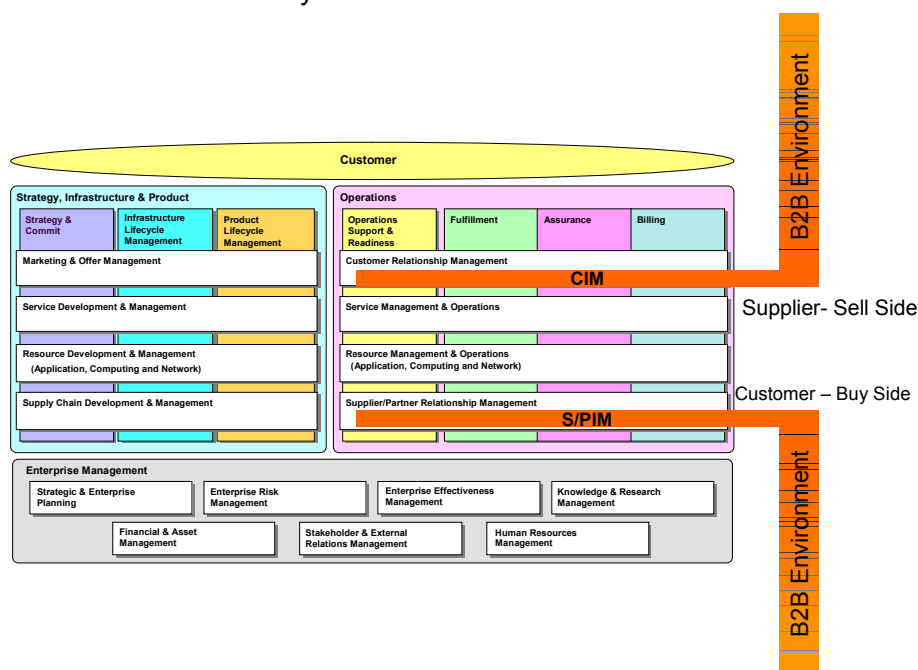 B2B Environment
Customer
Strategy, Infrastructure & Product
Operations
Strategy &
Commit
Infrastructure
Lifecycle
Management
Product
Lifecycle
Management
Operations
Support &
Readiness
Fulfillment
Assurance
Billing
Marketing & Offer Management
Customer Relationship Management
CIM
Service Development & Management
Service Management & Operations
Supplier- Sell Side
Resource Development & Management
(Application, Computing and Network)
Resource Management & Operations
(Application, Computing and Network)
Customer – Buy Side
Supply Chain Development & Management
Supplier/Partner Relationship Management
S/PIM
B2B Environment
Enterprise Management
Strategic & Enterprise
Planning
Enterprise Risk
Management
Enterprise Effectiveness
Management
Knowledge & Research
Management
Financial & Asset
Management
Stakeholder & External
Relations Management
Human Resources
Management